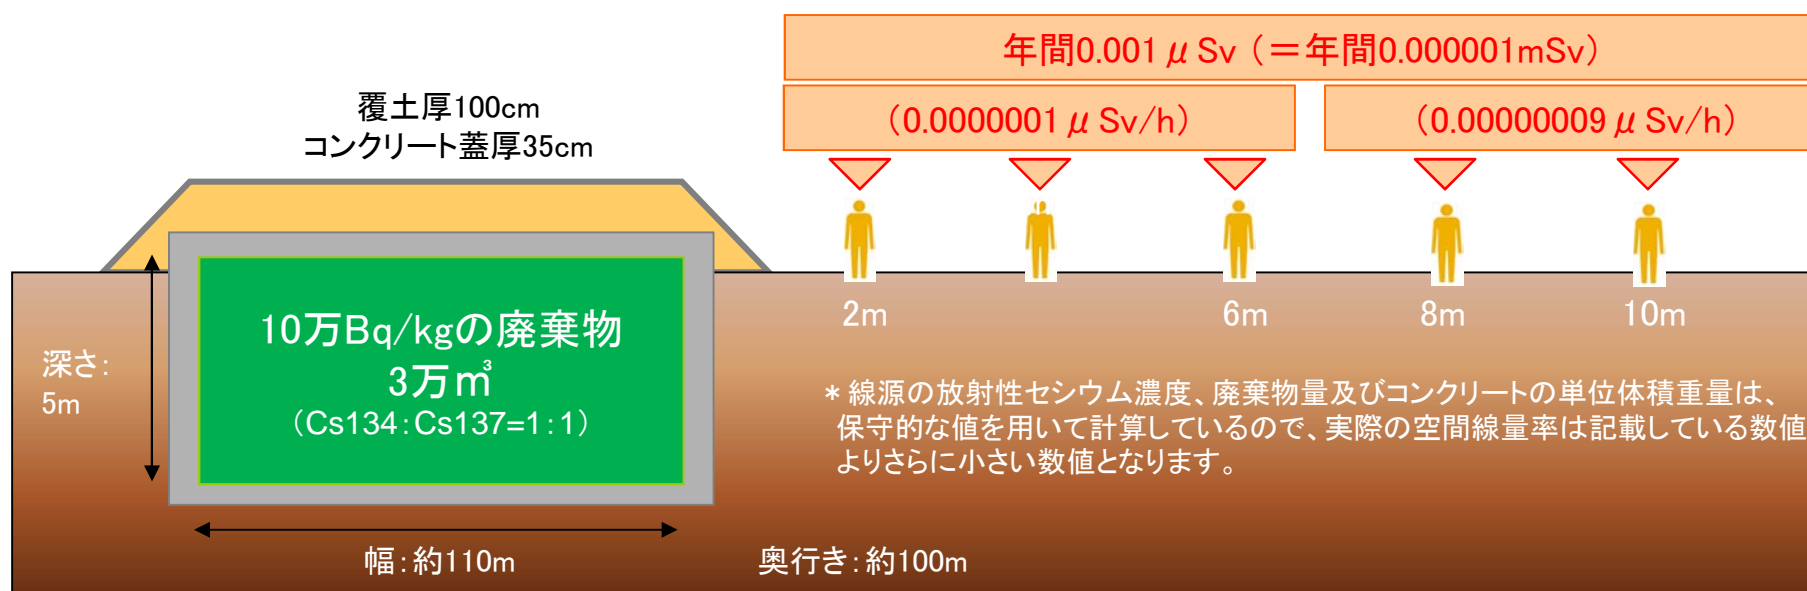 年間0.001μSv（＝年間0.000001mSv）
（0.0000001μSv/h）
（0.00000009μSv/h）
覆土厚100cm
コンクリート蓋厚35cm
2m
6m
8m
10m
10万Bq/kgの廃棄物
3万㎥
（Cs134：Cs137=1：1）
深さ：
5m
＊線源の放射性セシウム濃度、廃棄物量及びコンクリートの単位体積重量は、
保守的な値を用いて計算しているので、実際の空間線量率は記載している数値
よりさらに小さい数値となります。
幅：約110m
奥行き：約100m